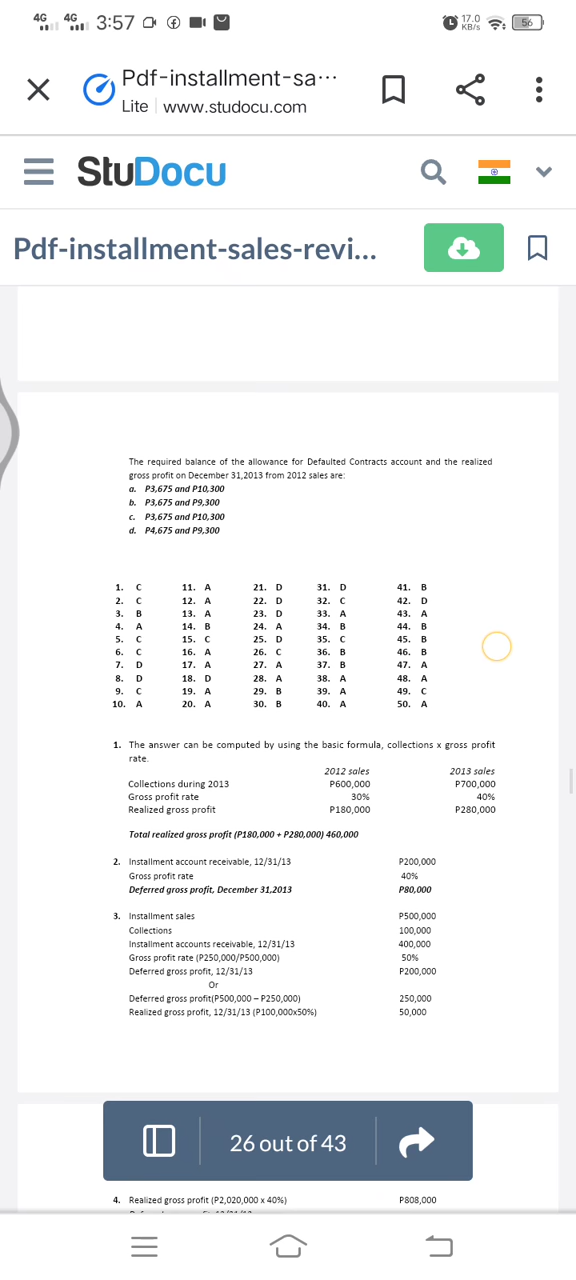 4G 4G 3:57 17.0 KB/s 56
Pdf-installment-sa...
Lite www.studocu.com
StuDocu
Pdf-installment-sales-revi...
The required balance of the allowance for Defaulted Contracts account and the realized
gross profit on December 31,2013 from 2012 sales are:
a. P3,675 and P10,300
b. P3,675 and P9,300
c. P3,675 and P10,300
d. P4,675 and P9,300
1. C 11. A 21. D 31. D 41. B
2. C 12. A 22. D 32. C 42. D
3. B 13. A 23. D 33. A 43. A
4. A 14. B 24. A 34. B 44. B
5. C 15. C 25. D 35. C 45. B
6. C 16. A 26. C 36. B 46. B
7. D 17. A 27. A 37. B 47. A
8. D 18. D 28. A 38. A 48. A
9. C 19. A 29. B 39. A 49. C
10. A 20. A 30. B 40. A 50. A
1. The answer can be computed by using the basic formula, collections x gross profit
rate.
2012 sales 2013 sales
Collections during 2013 P600,000 P700,000
Gross profit rate 30% 40%
Realized gross profit P180,000 P280,000
Total realized gross profit (P180,000 + P280,000) 460,000
2. Installment account receivable, 12/31/13 P200,000
Gross profit rate 40%
Deferred gross profit, December 31,2013 P80,000
3. Installment sales P500,000
Collections 100,000
Installment accounts receivable, 12/31/13 400,000
Gross profit rate (P250,000/P500,000) 50%
Deferred gross profit, 12/31/13 P200,000
Or
Deferred gross profit(P500,000 – P250,000) 250,000
Realized gross profit, 12/31/13 (P100,000x50%) 50,000
26 out of 43
4. Realized gross profit (P2,020,000 x 40%) P808,000